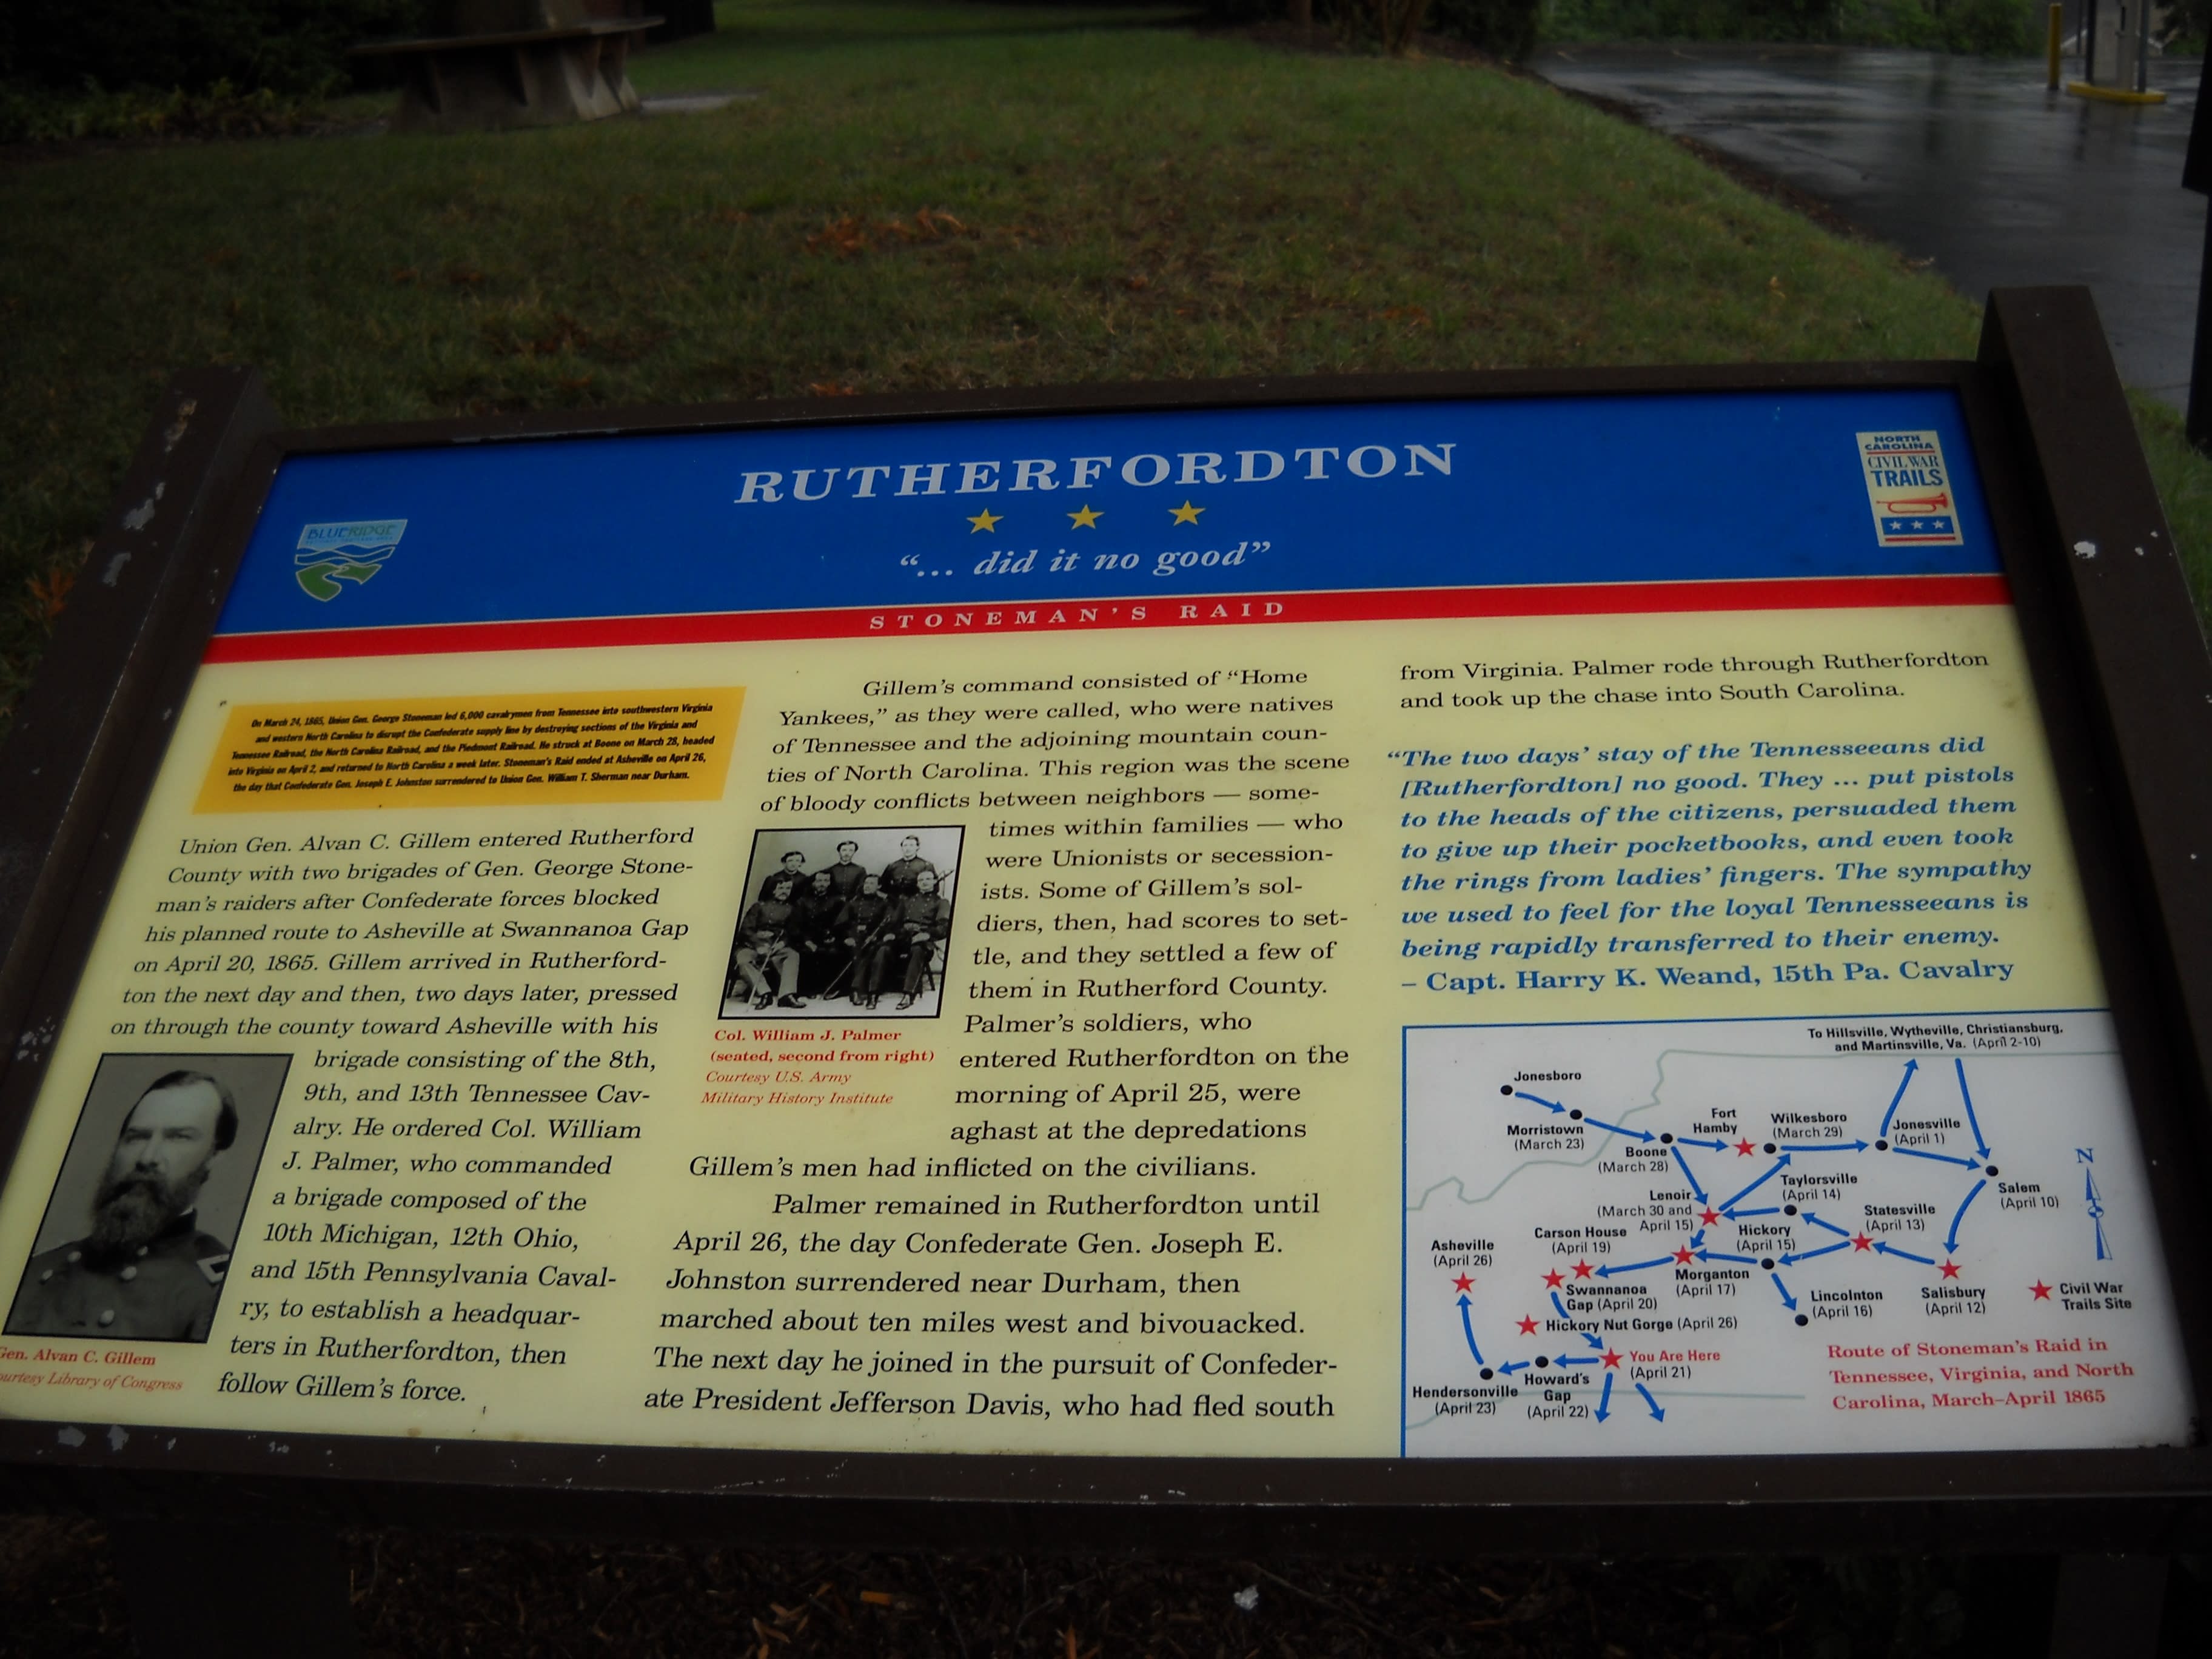 RUTHERFORDTON
"... did it no good"
STONEMAN'S RAID
BLUE RIDGE
NORTH
CAROLINA
CIVIL WAR
TRAILS
On March 24, 1865, Union Gen. George Stoneman led 6,000 cavalrymen from Tennessee into southwestern Virginia
and western North Carolina to disrupt the Confederate supply line by destroying sections of the Virginia and
Tennessee Railroad, the North Carolina Railroad, and the Piedmont Railroad. He struck at Boone on March 28, headed
into Virginia on April 2, and returned to North Carolina a week later. Stoneman's Raid ended at Asheville on April 26,
the day that Confederate Gen. Joseph E. Johnston surrendered to Union Gen. William T. Sherman near Durham.
Union Gen. Alvan C. Gillem entered Rutherford
County with two brigades of Gen. George Stone-
man's raiders after Confederate forces blocked
his planned route to Asheville at Swannanoa Gap
on April 20, 1865. Gillem arrived in Rutherford-
ton the next day and then, two days later, pressed
on through the county toward Asheville with his
brigade consisting of the 8th,
9th, and 13th Tennessee Cav-
alry. He ordered Col. William
J. Palmer, who commanded
a brigade composed of the
10th Michigan, 12th Ohio,
and 15th Pennsylvania Caval-
ry, to establish a headquar-
ters in Rutherfordton, then
follow Gillem's force.
Gen. Alvan C. Gillem
Courtesy Library of Congress
Gillem's command consisted of "Home
Yankees," as they were called, who were natives
of Tennessee and the adjoining mountain coun-
ties of North Carolina. This region was the scene
of bloody conflicts between neighbors — some-
times within families — who
were Unionists or secession-
ists. Some of Gillem's sol-
diers, then, had scores to set-
tle, and they settled a few of
them in Rutherford County.
Palmer's soldiers, who
entered Rutherfordton on the
morning of April 25, were
aghast at the depredations
Gillem's men had inflicted on the civilians.
Palmer remained in Rutherfordton until
April 26, the day Confederate Gen. Joseph E.
Johnston surrendered near Durham, then
marched about ten miles west and bivouacked.
The next day he joined in the pursuit of Confeder-
ate President Jefferson Davis, who had fled south
Col. William J. Palmer
(seated, second from right)
Courtesy U.S. Army
Military History Institute
from Virginia. Palmer rode through Rutherfordton
and took up the chase into South Carolina.
"The two days' stay of the Tennesseeans did
[Rutherfordton] no good. They ... put pistols
to the heads of the citizens, persuaded them
to give up their pocketbooks, and even took
the rings from ladies' fingers. The sympathy
we used to feel for the loyal Tennesseeans is
being rapidly transferred to their enemy.
– Capt. Harry K. Weand, 15th Pa. Cavalry
To Hillsville, Wytheville, Christiansburg,
and Martinsville, Va. (April 2-10)
Jonesboro
Morristown
(March 23)
Boone
(March 28)
Fort
Hamby
Wilkesboro
(March 29)
Jonesville
(April 1)
Salem
(April 10)
N
Taylorsville
(April 14)
Lenoir
(March 30 and
April 15)
Statesville
(April 13)
Hickory
(April 15)
Carson House
(April 19)
Asheville
(April 26)
Morganton
(April 17)
Swannanoa
Gap (April 20)
Lincolnton
(April 16)
Salisbury
(April 12)
Civil War
Trails Site
Hickory Nut Gorge (April 26)
You Are Here
(April 21)
Howard's
Gap
(April 22)
Hendersonville
(April 23)
Route of Stoneman's Raid in
Tennessee, Virginia, and North
Carolina, March–April 1865